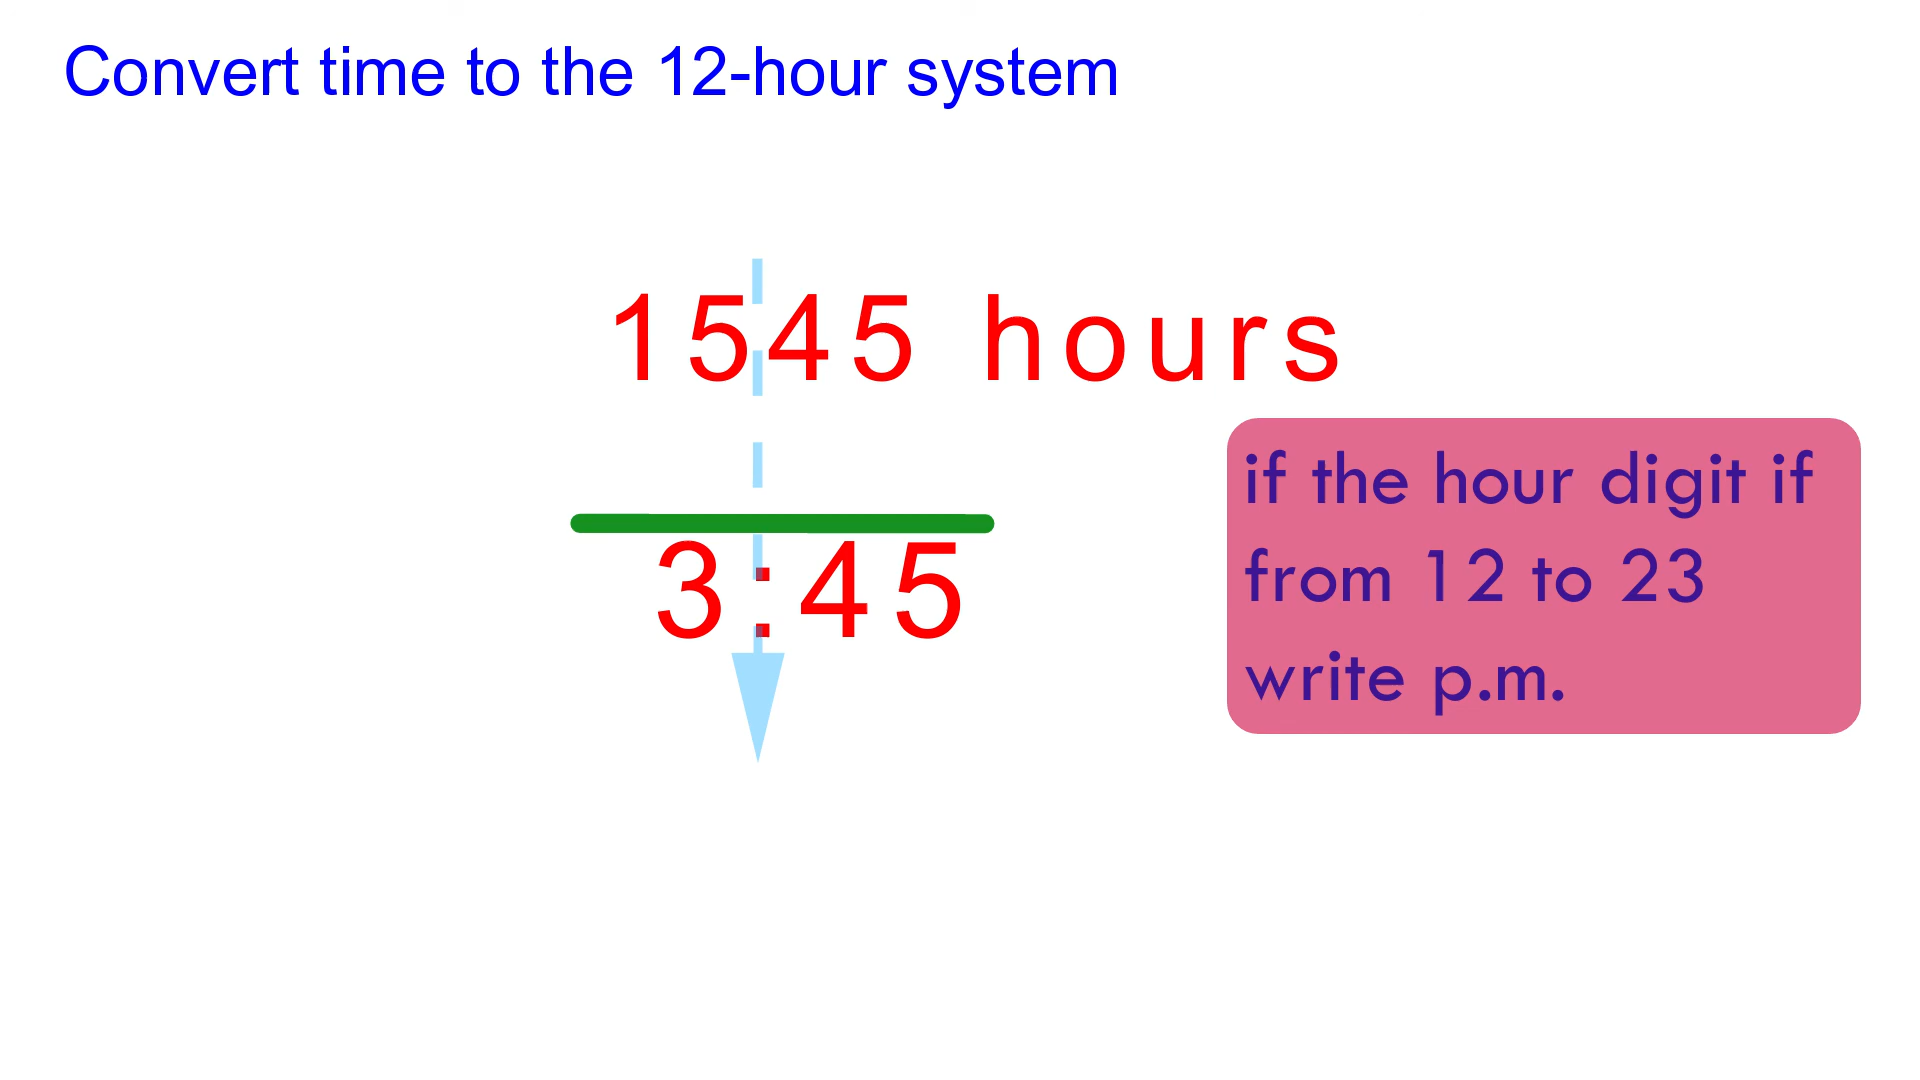 Convert time to the 12-hour system
1545 hours
3:45
if the hour digit if
from 12 to 23
write p.m.